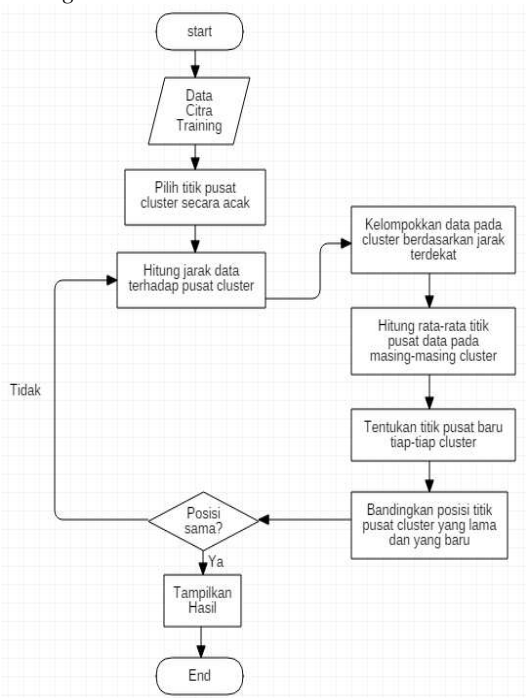 start
Data
Citra
Training
Pilih titik pusat
cluster secara acak
Hitung jarak data
terhadap pusat cluster
Kelompokkan data pada
cluster berdasarkan jarak
terdekat
Hitung rata-rata titik
pusat data pada
masing-masing cluster
Tentukan titik pusat baru
tiap-tiap cluster
Bandingkan posisi titik
pusat cluster yang lama
dan yang baru
Posisi
sama?
Tidak
Ya
Tampilkan
Hasil
End